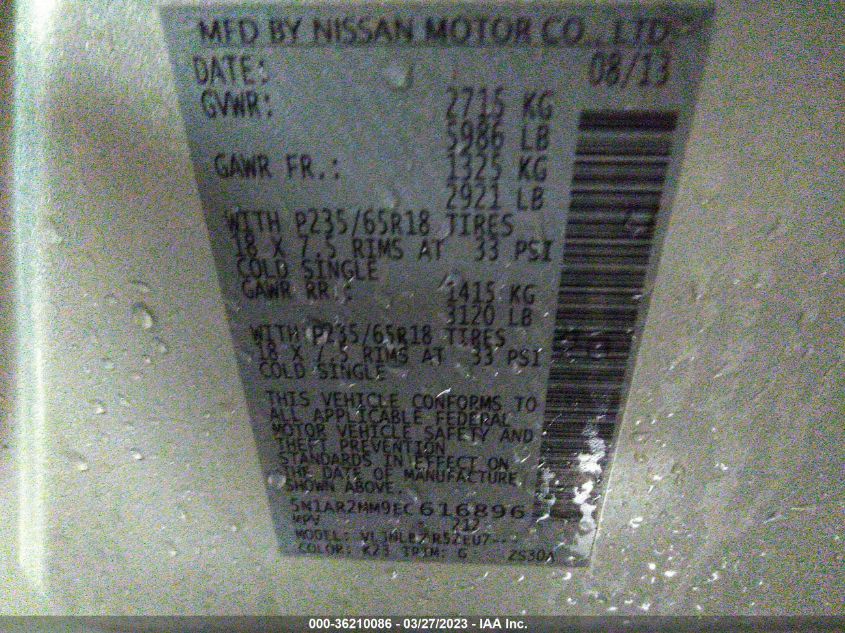 MFD BY NISSAN MOTOR CO., LTD
DATE: 08/13
GVWR: 2715 KG
5986 LB
GAWR FR.: 1325 KG
2921 LB
WITH P235/65R18 TIRES
18 X 7.5 RIMS AT 33 PSI
COLD SINGLE
GAWR RR.: 1415 KG
3120 LB
WITH P235/65R18 TIRES
18 X 7.5 RIMS AT 33 PSI
COLD SINGLE
THIS VEHICLE CONFORMS TO
ALL APPLICABLE FEDERAL
MOTOR VEHICLE SAFETY AND
THEFT PREVENTION
STANDARDS IN EFFECT ON
THE DATE OF MANUFACTURE
SHOWN ABOVE.
5N1AR2MM9EC616896
MPV 212
MODEL:
COLOR: K23 TRIM: G 2S30A
000-36210086 - 03/27/2023 - IAA Inc.